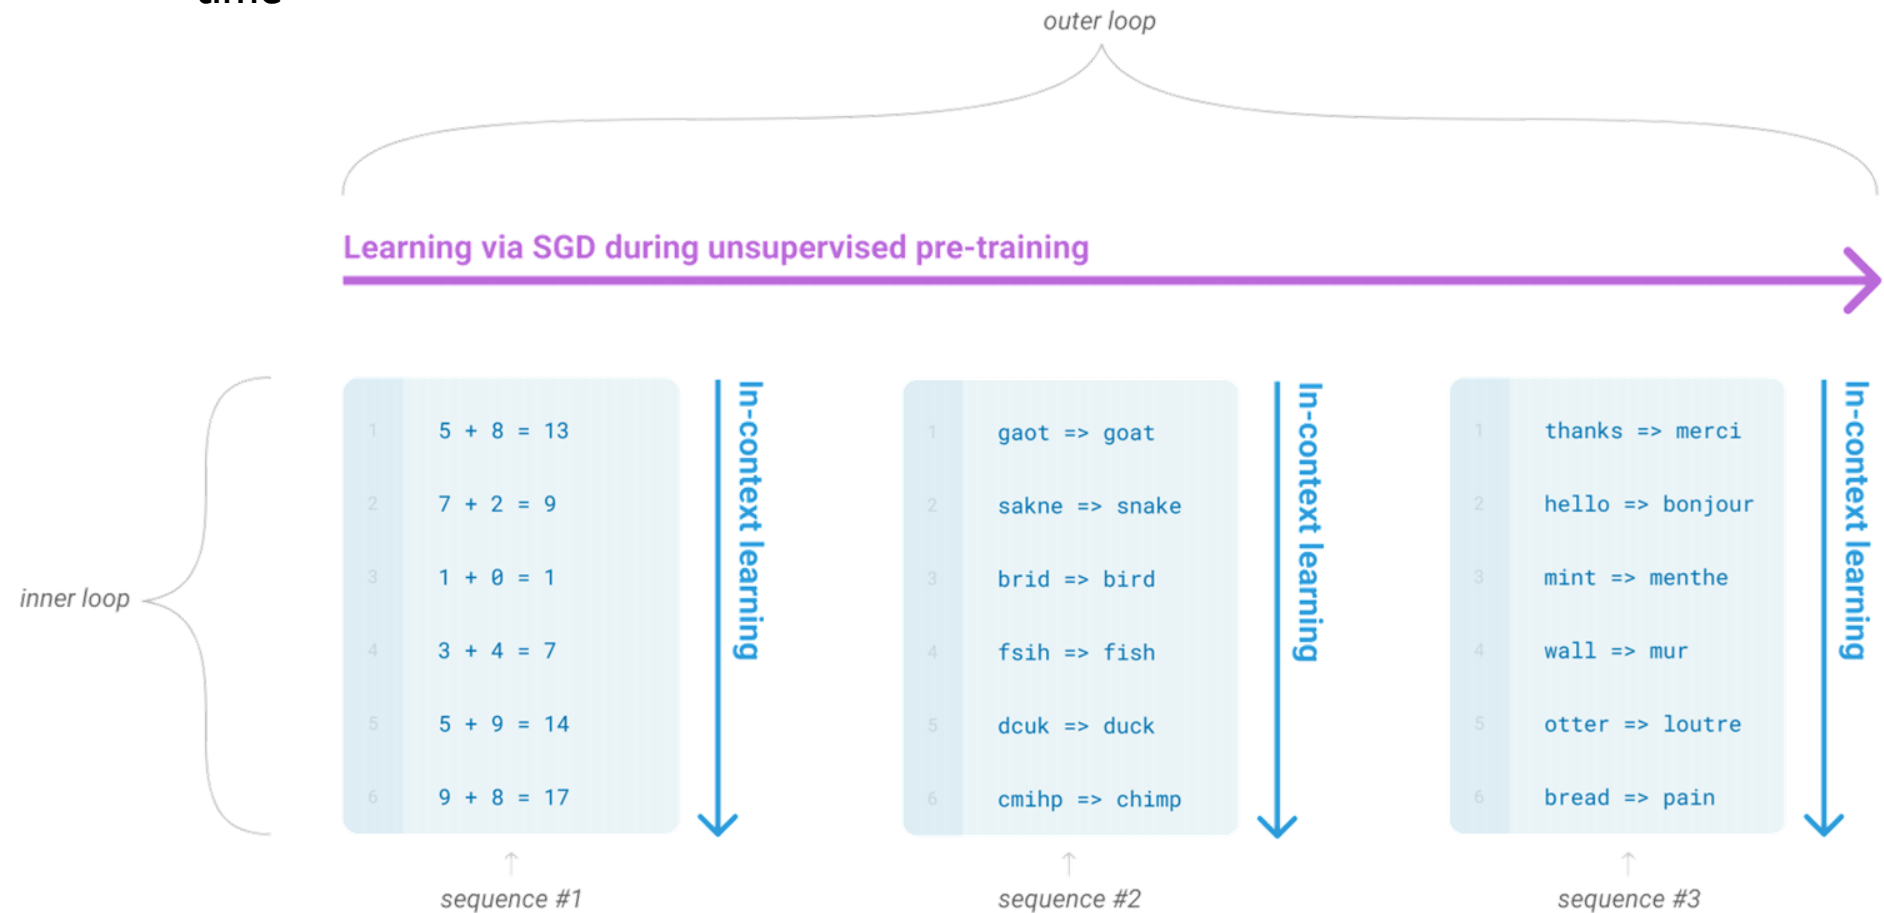 time
outer loop
Learning via SGD during unsupervised pre-training
inner loop
1 5 + 8 = 13
2 7 + 2 = 9
3 1 + 0 = 1
4 3 + 4 = 7
5 5 + 9 = 14
6 9 + 8 = 17
In-context learning
sequence #1
1 gaot => goat
2 sakne => snake
3 brid => bird
4 fsih => fish
5 dcuk => duck
6 cmihp => chimp
In-context learning
sequence #2
1 thanks => merci
2 hello => bonjour
3 mint => menthe
4 wall => mur
5 otter => loutre
6 bread => pain
In-context learning
sequence #3